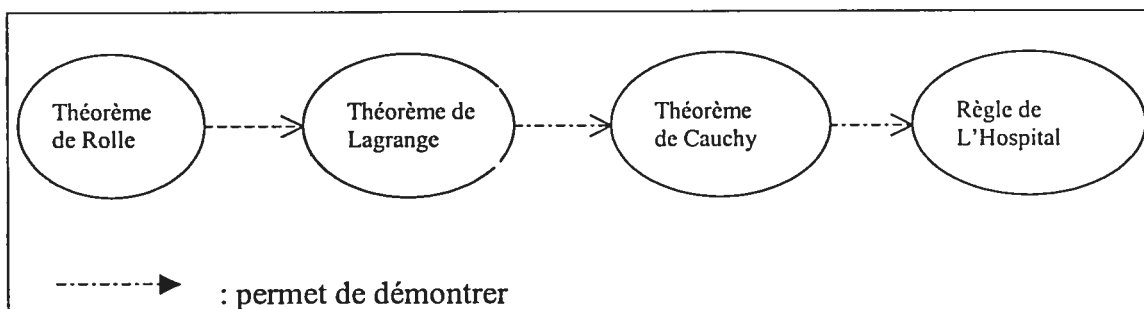 Théorème
de Rolle
Théorème de
Lagrange
Théorème
de Cauchy
Règle de
L'Hospital
: permet de démontrer